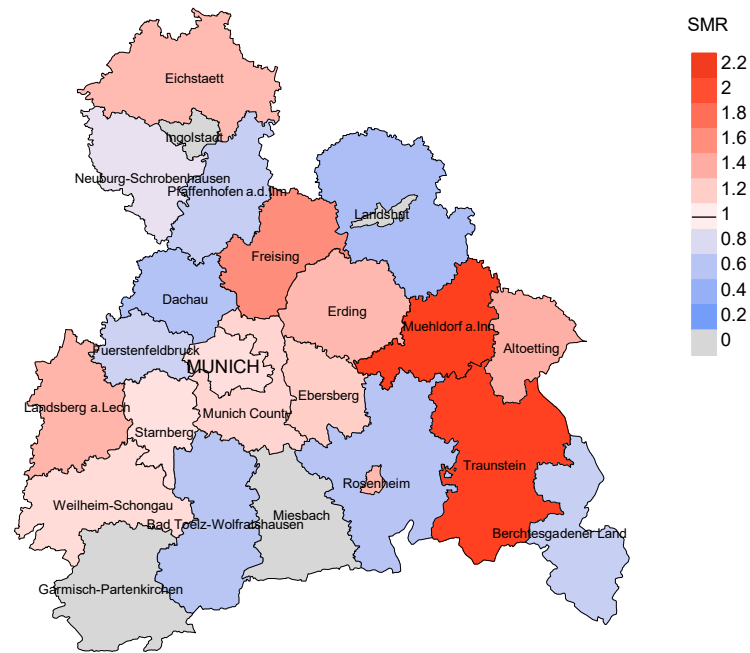 SMR
2.2
2
1.8
1.6
1.4
1.2
1
0.8
0.6
0.4
0.2
0
Eichstaett
Ingolstadt
Neuburg-Schrobenhausen
Pfaffenhofen a.d.Ilm
Landshut
Freising
Dachau
Erding
Muehldorf a.Inn
Altoetting
Fuerstenfeldbruck
MUNICH
Ebersberg
Landsberg a.Lech
Munich County
Starnberg
Traunstein
Rosenheim
Weilheim-Schongau
Miesbach
Bad Toelz-Wolfratshausen
Berchtesgadener Land
Garmisch-Partenkirchen